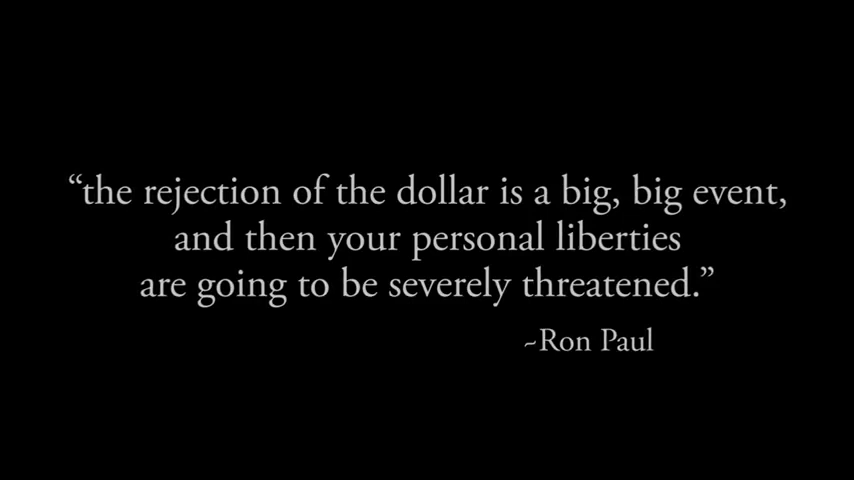 “the rejection of the dollar is a big, big event,
and then your personal liberties
are going to be severely threatened.”
~Ron Paul